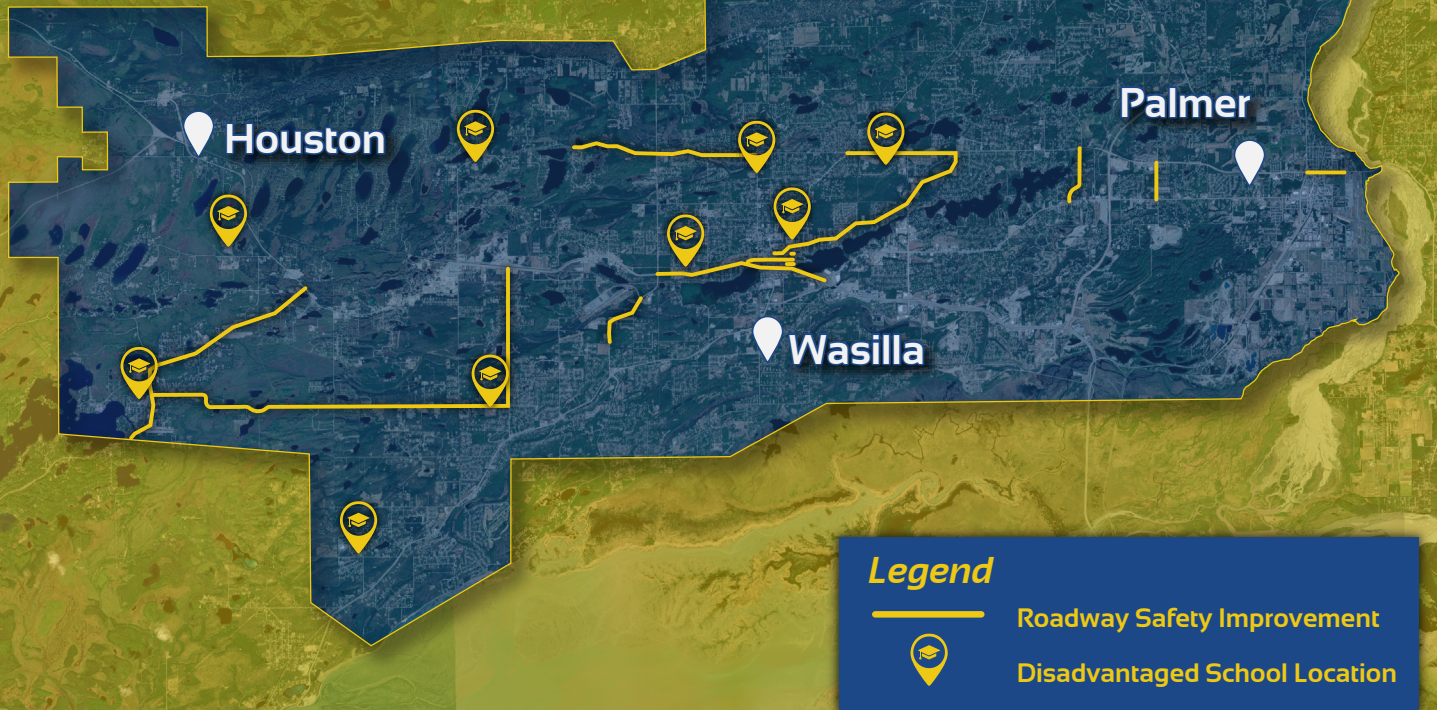 Palmer
Houston
Wasilla
Legend
Roadway Safety Improvement
Disadvantaged School Location